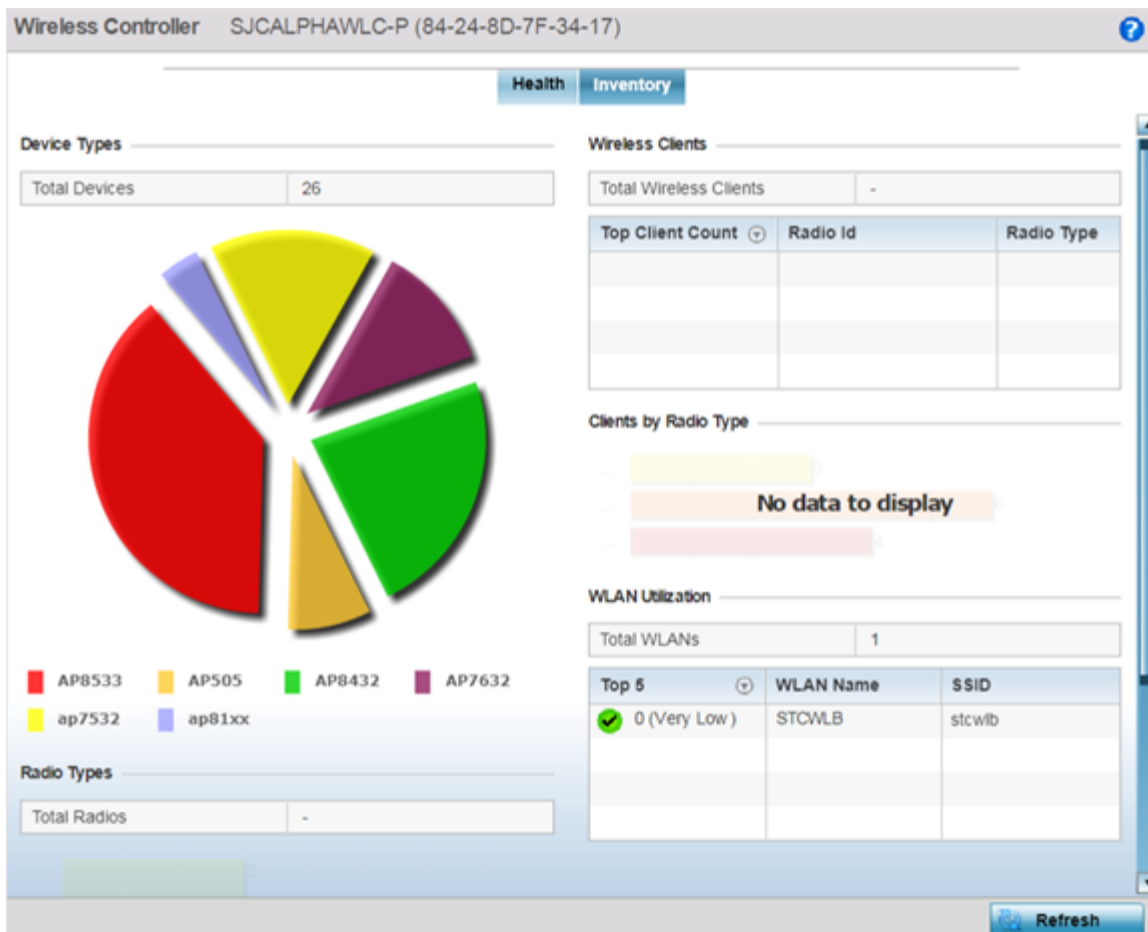 Wireless Controller SJCALPHAWLC-P (84-24-8D-7F-34-17)
?
Health Inventory
Device Types
Total Devices 26
AP8533 AP505 AP8432 AP7632
ap7532 ap81xx
Radio Types
Total Radios -
Wireless Clients
Total Wireless Clients -
Top Client Count Radio Id Radio Type
Clients by Radio Type
No data to display
WLAN Utilization
Total WLANs 1
Top 5 WLAN Name SSID
0 (Very Low) STCWLB stcwlb
Refresh